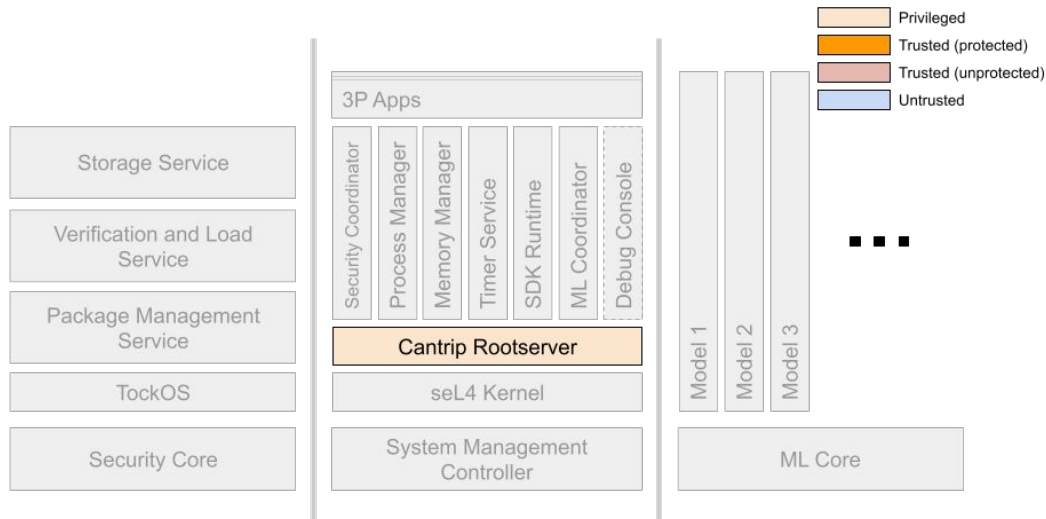 Privileged
Trusted (protected)
Trusted (unprotected)
Untrusted
Storage Service
Verification and Load
Service
Package Management
Service
TockOS
Security Core
3P Apps
Security Coordinator
Process Manager
Memory Manager
Timer Service
SDK Runtime
ML Coordinator
Debug Console
Cantrip Rootserver
seL4 Kernel
System Management
Controller
Model 1
Model 2
Model 3
ML Core